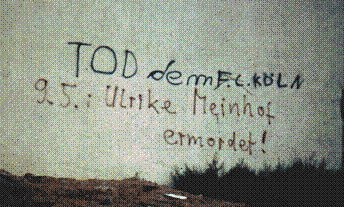 TOD dem F.C. KÖLN
9.5.: Ulrike Meinhof
ermordet!